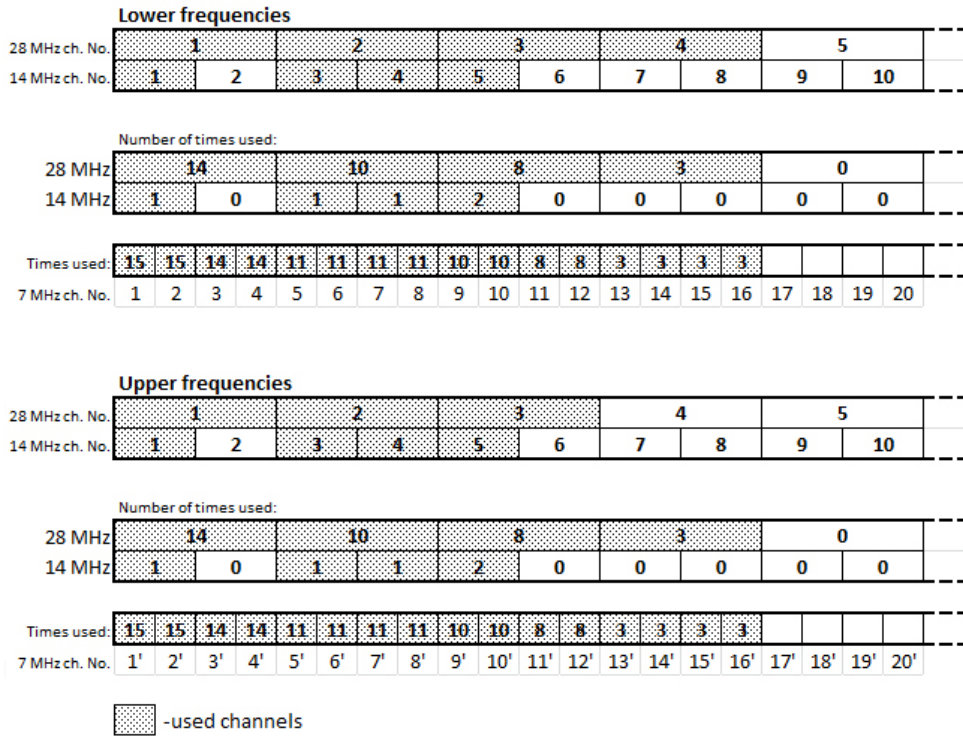 Lower frequencies
28 MHz ch. No. 1 2 3 4 5
14 MHz ch. No. 1 2 3 4 5 6 7 8 9 10
Number of times used:
28 MHz 14 10 8 3 0
14 MHz 1 0 1 1 2 0 0 0 0 0
Times used: 15 15 14 14 11 11 11 11 10 10 8 8 3 3 3 3
7 MHz ch. No. 1 2 3 4 5 6 7 8 9 10 11 12 13 14 15 16 17 18 19 20
Upper frequencies
28 MHz ch. No. 1 2 3 4 5
14 MHz ch. No. 1 2 3 4 5 6 7 8 9 10
Number of times used:
28 MHz 14 10 8 3 0
14 MHz 1 0 1 1 2 0 0 0 0 0
Times used: 15 15 14 14 11 11 11 11 10 10 8 8 3 3 3 3
7 MHz ch. No. 1' 2' 3' 4' 5' 6' 7' 8' 9' 10' 11' 12' 13' 14' 15' 16' 17' 18' 19' 20'
-used channels